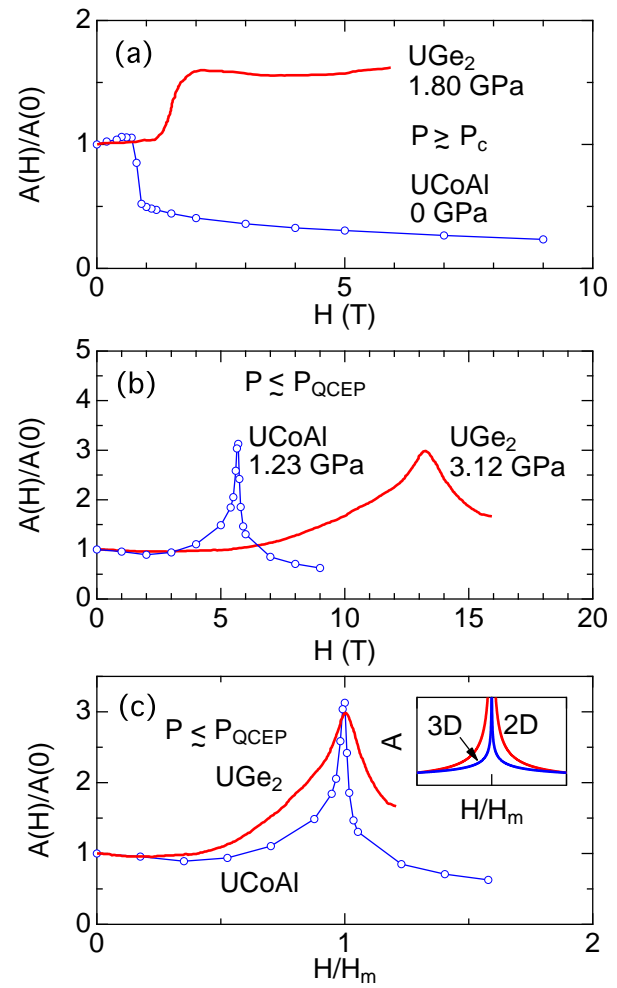 (a)
UGe2
1.80 GPa
P ≳ Pc
UCoAl
0 GPa
A(H)/A(0)
2
1
0
0
5
10
H (T)
(b)
P ≲ PQCEP
UCoAl
1.23 GPa
UGe2
3.12 GPa
A(H)/A(0)
5
4
3
2
1
0
0
5
10
15
20
H (T)
(c)
P ≲ PQCEP
UGe2
UCoAl
A
3D
2D
H/Hm
A(H)/A(0)
3
2
1
0
0
1
2
H/Hm